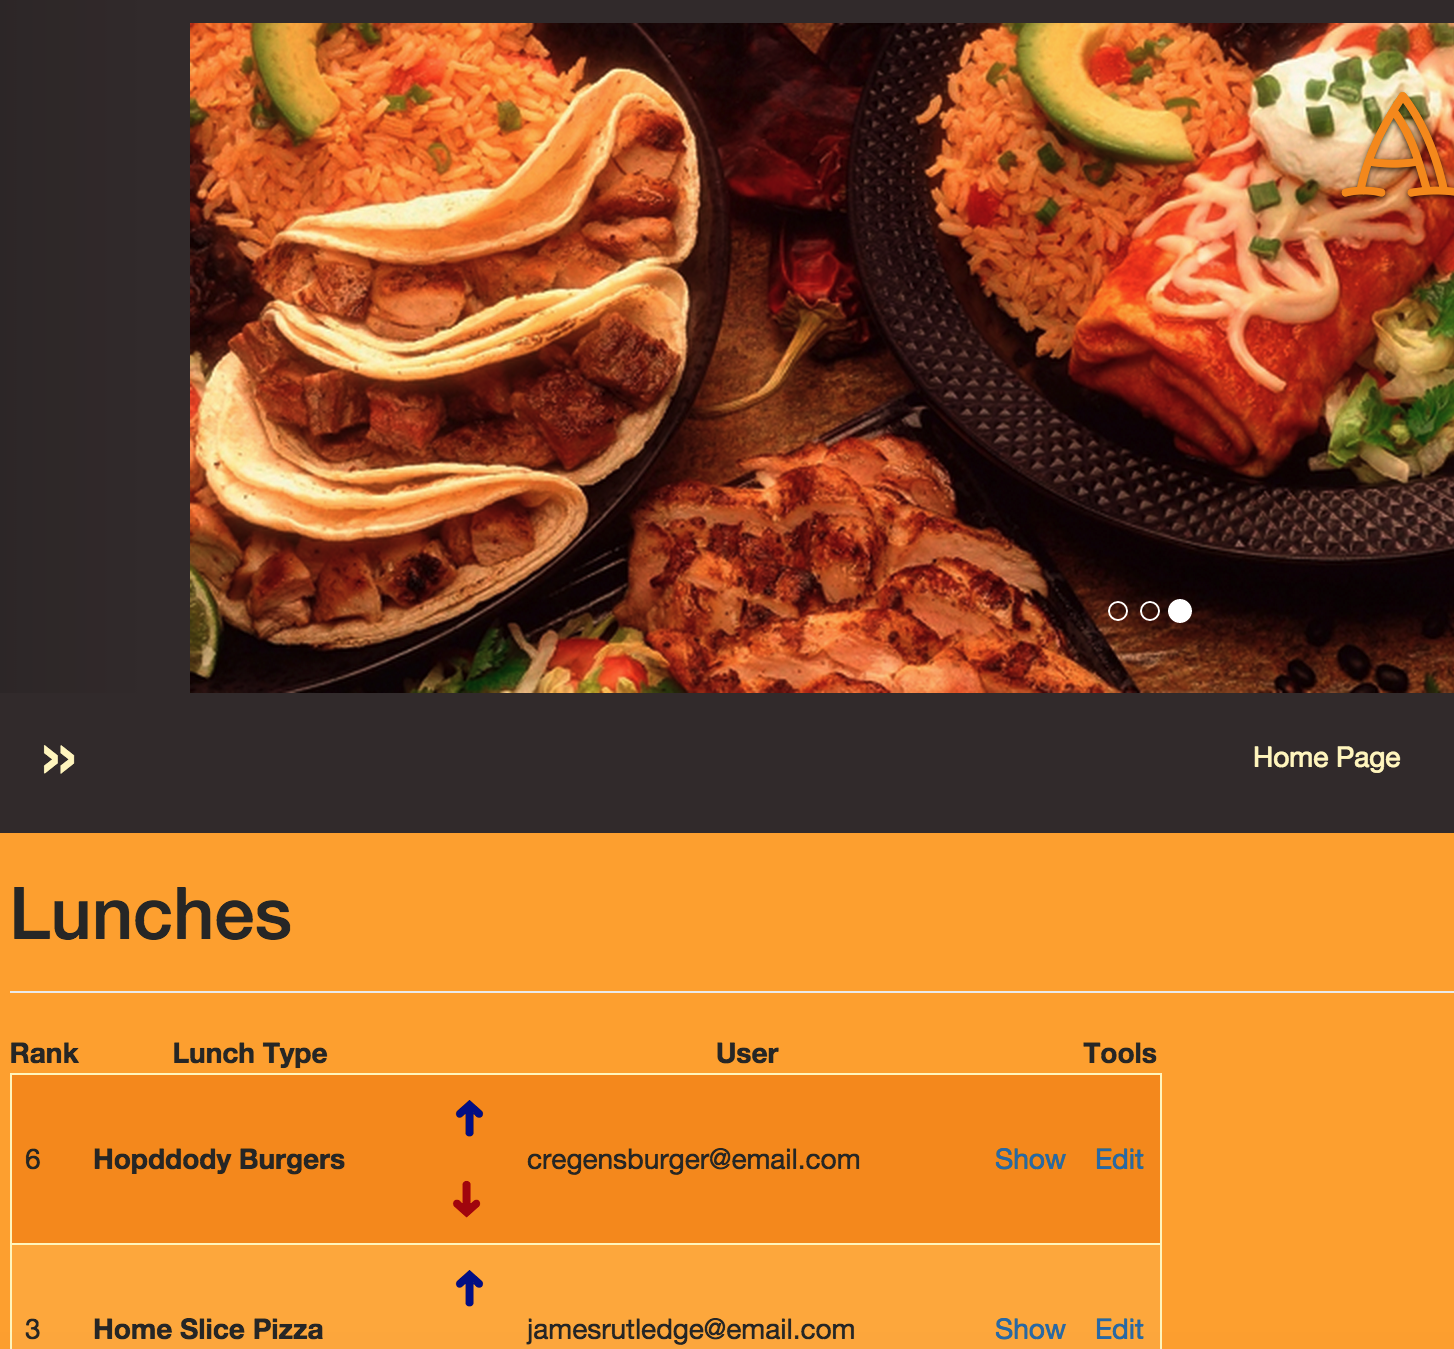 A
»
Home Page
Lunches
Rank Lunch Type User Tools
6 Hopddody Burgers cregensburger@email.com Show Edit
3 Home Slice Pizza jamesrutledge@email.com Show Edit